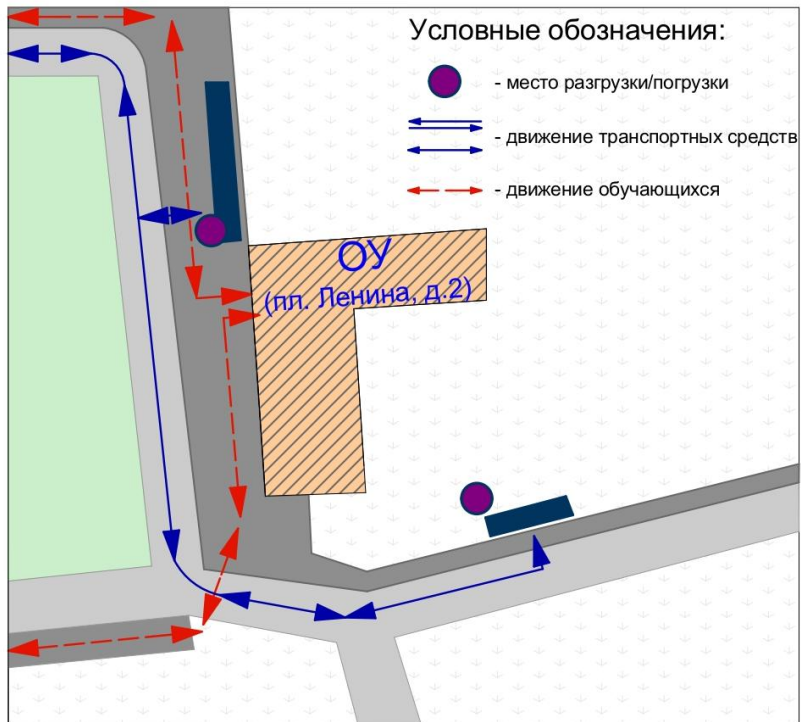 Условные обозначения:
- место разгрузки/погрузки
- движение транспортных средств
- движение обучающихся
ОУ
(пл. Ленина, д.2)